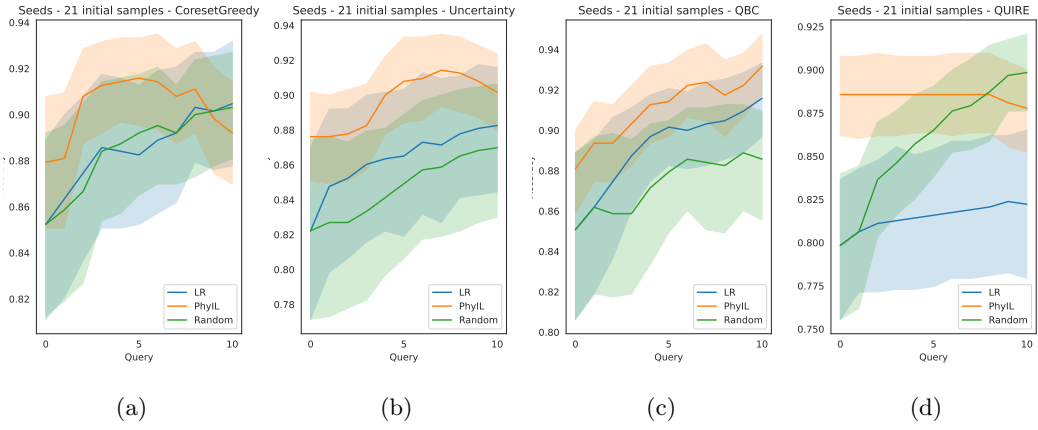 Seeds - 21 initial samples - CoresetGreedy
0.94
0.92
0.90
0.88
0.86
0.84
0.82
0
5
10
Query
LR
PhyIL
Random
(a)
Seeds - 21 initial samples - Uncertainty
0.94
0.92
0.90
0.88
0.86
0.84
0.82
0.80
0.78
0
5
10
Query
LR
PhyIL
Random
(b)
Seeds - 21 initial samples - QBC
0.94
0.92
0.90
0.88
0.86
0.84
0.82
0.80
0
5
10
Query
LR
PhyIL
Random
(c)
Seeds - 21 initial samples - QUIRE
0.925
0.900
0.875
0.850
0.825
0.800
0.775
0.750
0
5
10
Query
LR
PhyIL
Random
(d)